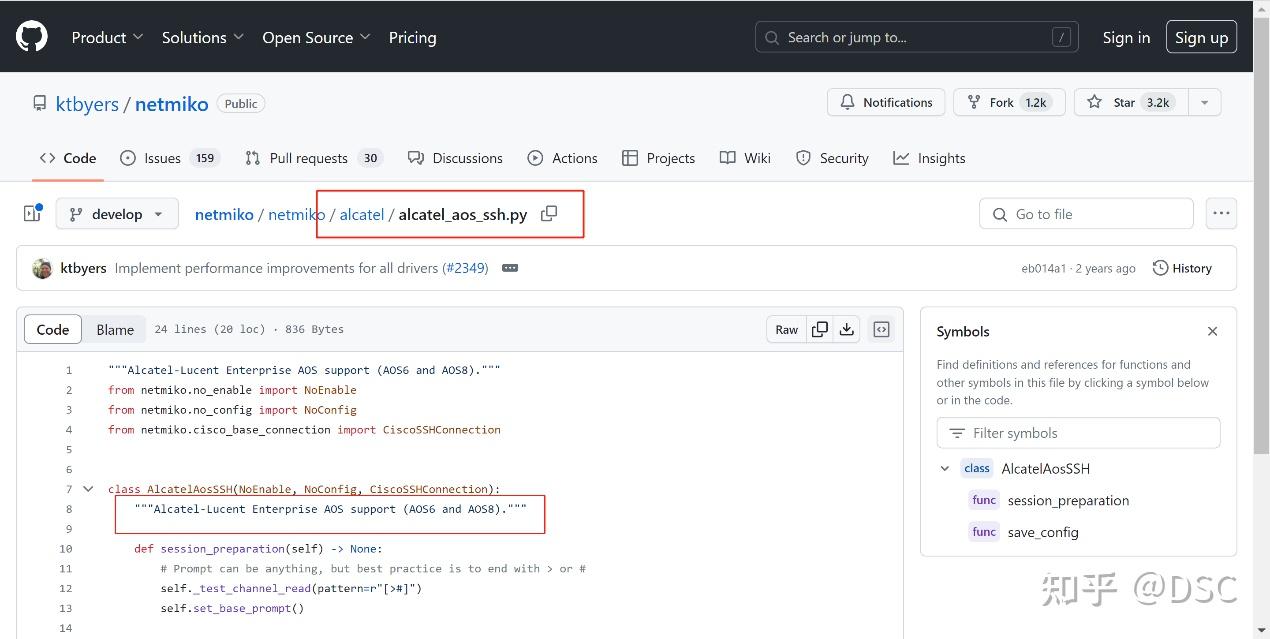 Product Solutions Open Source Pricing Search or jump to... / Sign in Sign up
ktbyers / netmiko Public Notifications Fork 1.2k Star 3.2k
Code Issues 159 Pull requests 30 Discussions Actions Projects Wiki Security Insights
develop netmiko / netmiko / alcatel / alcatel_aos_ssh.py Go to file
ktbyers Implement performance improvements for all drivers (#2349) eb014a1 · 2 years ago History
Code Blame 24 lines (20 loc) · 836 Bytes Raw
1 """Alcatel-Lucent Enterprise AOS support (AOS6 and AOS8)."""
2 from netmiko.no_enable import NoEnable
3 from netmiko.no_config import NoConfig
4 from netmiko.cisco_base_connection import CiscoSSHConnection
5
6
7 class AlcatelAosSSH(NoEnable, NoConfig, CiscoSSHConnection):
8 """Alcatel-Lucent Enterprise AOS support (AOS6 and AOS8)."""
9
10 def session_preparation(self) -> None:
11 # Prompt can be anything, but best practice is to end with > or #
12 self._test_channel_read(pattern=r"[>#]")
13 self.set_base_prompt()
14
Symbols
Find definitions and references for functions and
other symbols in this file by clicking a symbol below
or in the code.
Filter symbols
class AlcatelAosSSH
func session_preparation
func save_config
知乎 @DSC